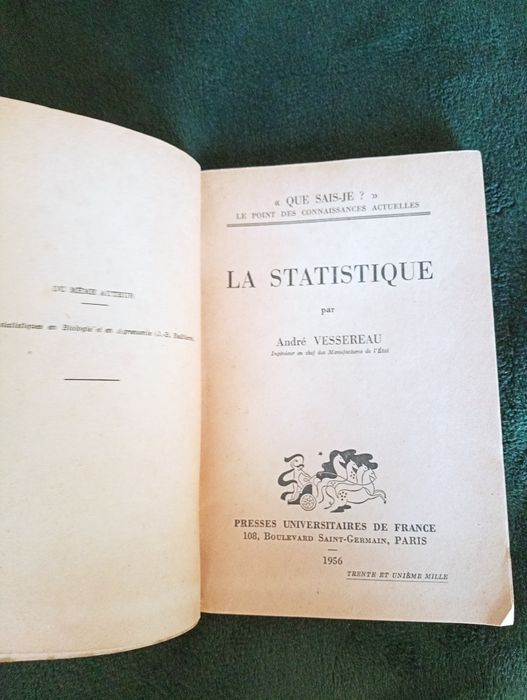 DU MÊME AUTEUR
statistiques en Biologie et en Agronomie (J.-B. Baillière).
« QUE SAIS-JE ? »
LE POINT DES CONNAISSANCES ACTUELLES
LA STATISTIQUE
par
André VESSEREAU
Ingénieur en chef des Manufactures de l'État
PRESSES UNIVERSITAIRES DE FRANCE
108, Boulevard Saint-Germain, PARIS
1956
TRENTE ET UNIÈME MILLE